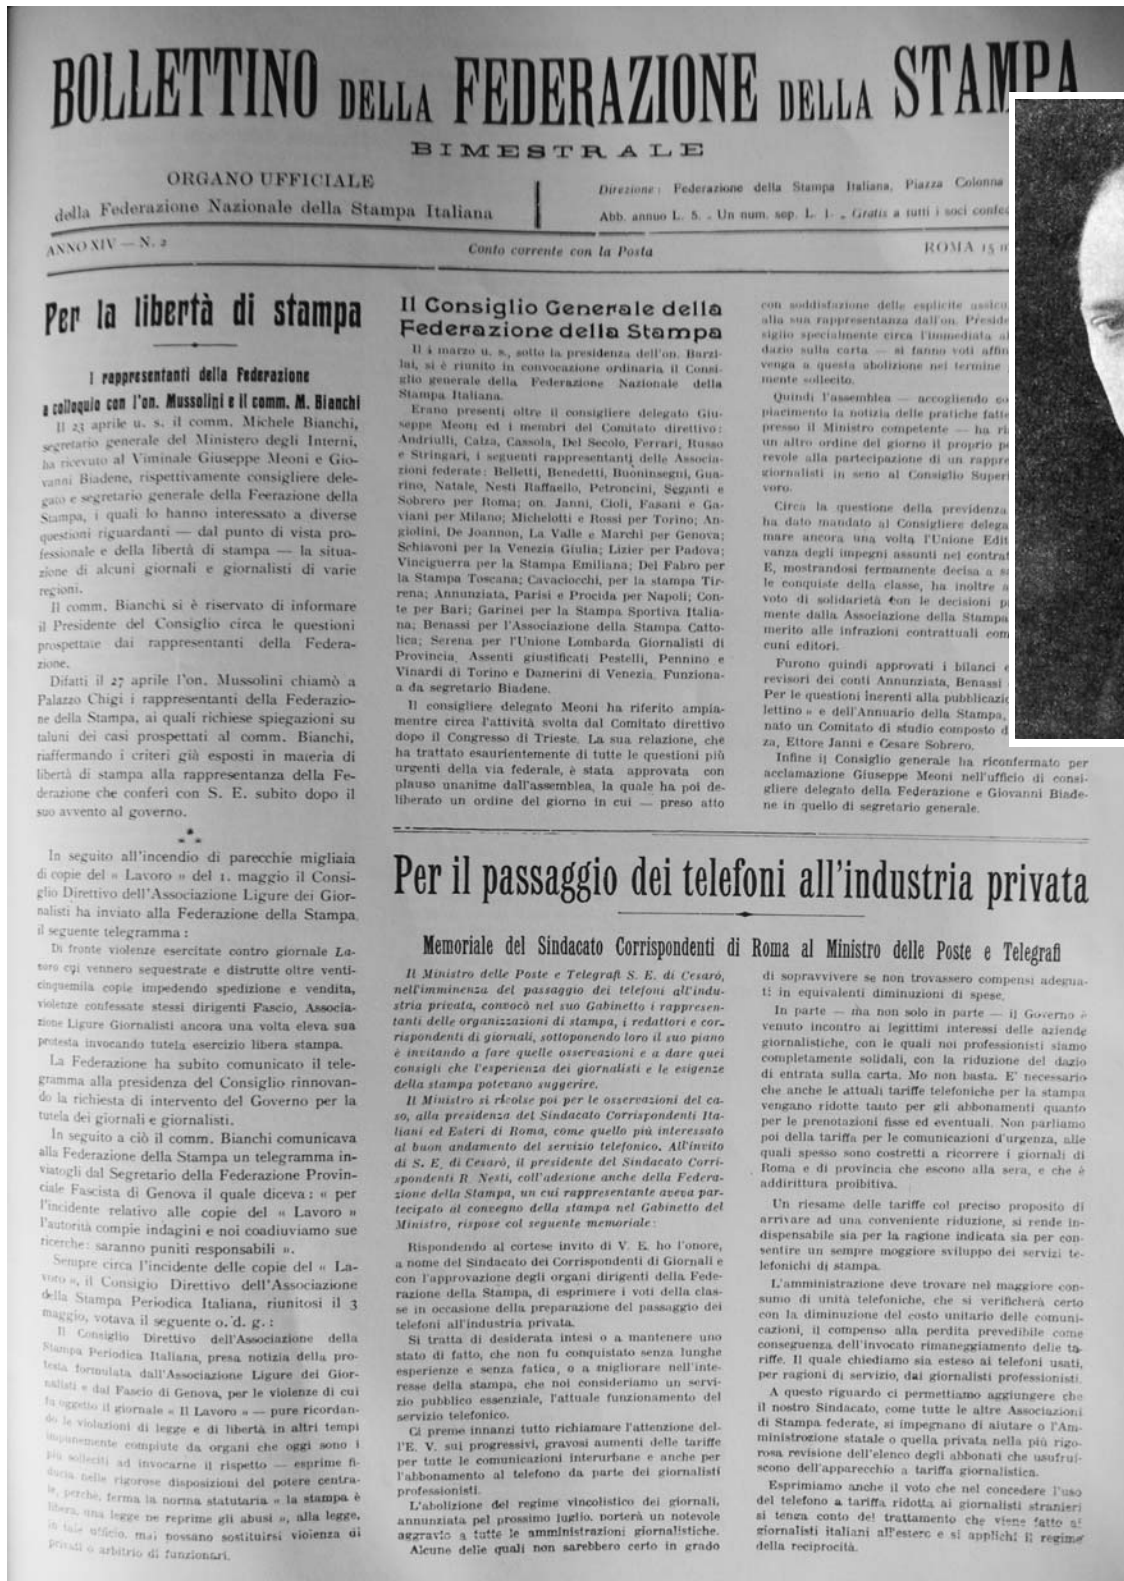 BOLLETTINO DELLA FEDERAZIONE DELLA STAMPA
BIMESTRALE
ORGANO UFFICIALE
della Federazione Nazionale della Stampa Italiana
Direzione: Federazione della Stampa Italiana, Piazza Colonna
Abb. annuo L. 5. - Un num. sep. L. 1- - Gratis a tutti i soci
ANNO XIV — N. 2
Conto corrente con la Posta
ROMA 15
Per la libertà di stampa
I rappresentanti della Federazione
a colloquio con l'on. Mussolini e il comm. M. Bianchi
Il 23 aprile u. s. il comm. Michele Bianchi,
segretario generale del Ministero degli Interni,
ha ricevuto al Viminale Giuseppe Meoni e Gio-
vanni Biadene, rispettivamente consigliere dele-
gato e segretario generale della Feerazione della
Stampa, i quali lo hanno interessato a diverse
questioni riguardanti — dal punto di vista pro-
fessionale e della libertà di stampa — la situa-
zione di alcuni giornali e giornalisti di varie
regioni.
Il comm. Bianchi si è riservato di informare
il Presidente del Consiglio circa le questioni
prospettate dai rappresentanti della Federa-
zione.
Difatti il 27 aprile l'on. Mussolini chiamò a
Palazzo Chigi i rappresentanti della Federazio-
ne della Stampa, ai quali richiese spiegazioni su
taluni dei casi prospettati al comm. Bianchi,
riaffermando i criteri già esposti in materia di
libertà di stampa alla rappresentanza della Fe-
derazione che conferì con S. E. subito dopo il
suo avvento al governo.
In seguito all'incendio di parecchie migliaia
di copie del « Lavoro » del 1. maggio il Consi-
glio Direttivo dell'Associazione Ligure dei Gior-
nalisti ha inviato alla Federazione della Stampa
il seguente telegramma :
Di fronte violenze esercitate contro giornale La-
voro cui vennero sequestrate e distrutte oltre venti-
cinquemila copie impedendo spedizione e vendita,
violenze confessate stessi dirigenti Fascio, Associa-
zione Ligure Giornalisti ancora una volta eleva sua
protesta invocando tutela esercizio libera stampa.
La Federazione ha subito comunicato il tele-
gramma alla presidenza del Consiglio rinnovan-
do la richiesta di intervento del Governo per la
tutela dei giornali e giornalisti.
In seguito a ciò il comm. Bianchi comunicava
alla Federazione della Stampa un telegramma in-
viatogli dal Segretario della Federazione Provin-
ciale Fascista di Genova il quale diceva : « per
l'incidente relativo alle copie del « Lavoro »
l'autorità compie indagini e noi coadiuviamo sue
ricerche: saranno puniti responsabili ».
Sempre circa l'incidente delle copie del « La-
voro », il Consigio Direttivo dell'Associazione
della Stampa Periodica Italiana, riunitosi il 3
maggio, votava il seguente o. d. g. :
Il Consiglio Direttivo dell'Associazione della
Stampa Periodica Italiana, presa notizia della pro-
testa formulata dall'Associazione Ligure dei Gior-
nalisti e dal Fascio di Genova, per le violenze di cui
fu oggetto il giornale « Il Lavoro » — pure ricordan-
do le violazioni di legge e di libertà in altri tempi
impunemente compiute da organi che oggi sono i
più solleciti ad invocarne il rispetto — esprime fi-
ducia nelle rigorose disposizioni del potere centra-
le, perchè, ferma la norma statutaria « la stampa è
libera, una legge ne reprime gli abusi », alla legge,
in tale ufficio, mai possano sostituirsi violenza di
privati o arbitrio di funzionari.
Il Consiglio Generale della
Federazione della Stampa
Il 4 marzo u. s., sotto la presidenza dell'on. Barzi-
lai, si è riunito in convocazione ordinaria il Consi-
glio generale della Federazione Nazionale della
Stampa Italiana.
Erano presenti oltre il consigliere delegato Giu-
seppe Meoni ed i membri del Comitato direttivo:
Andriulli, Calza, Cassola, Del Secolo, Ferrari, Russo
e Stringari, i seguenti rappresentanti delle Associa-
zioni federate: Belletti, Benedetti, Buoninsegni, Gua-
rino, Natale, Nesti Raffaello, Petroncini, Seganti e
Sobrero per Roma; on. Janni, Cioli, Fasani e Ga-
viani per Milano; Michelotti e Rossi per Torino; An-
giolini, De Joannon, La Valle e Marchi per Genova;
Schiavoni per la Venezia Giulia; Lizier per Padova;
Vinciguerra per la Stampa Emiliana; Del Fabro per
la Stampa Toscana; Cavaciocchi, per la stampa Tir-
rena; Annunziata, Parisi e Procida per Napoli; Con-
te per Bari; Garinei per la Stampa Sportiva Italia-
na; Benassi per l'Associazione della Stampa Catto-
lica; Serena per l'Unione Lombarda Giornalisti di
Provincia. Assenti giustificati Pestelli, Pennino e
Vinardi di Torino e Damerini di Venezia. Funziona-
a da segretario Biadene.
Il consigliere delegato Meoni ha riferito ampia-
mentre circa l'attività svolta dal Comitato direttivo
dopo il Congresso di Trieste. La sua relazione, che
ha trattato esaurientemente di tutte le questioni più
urgenti della via federale, è stata approvata con
plauso unanime dall'assemblea, la quale ha poi de-
liberato un ordine del giorno in cui — preso atto
con soddisfazione delle esplicite
alla sua rappresentanza dall'on.
siglio specialmente circa l'immediata
dazio sulla carta — si fanno voti
venga a questa abolizione nel termine
mente sollecito.
Quindi l'assemblea — accogliendo
piacimento la notizia delle pratiche fatte
presso il Ministro competente — ha
un altro ordine del giorno il proprio
revole alla partecipazione di un
giornalisti in seno al Consiglio
voro.
Circa la questione della previdenza
ha dato mandato al Consigliere
mare ancora una volta l'Unione
vanza degli impegni assunti nel
E, mostrandosi fermamente decisa a
le conquiste della classe, ha inoltre
voto di solidarietà con le decisioni
mente dalla Associazione della Stampa
merito alle infrazioni contrattuali
cuni editori.
Furono quindi approvati i bilanci
revisori dei conti Annunziata, Benassi
Per le questioni inerenti alla
lettino » e dell'Annuario della Stampa,
nato un Comitato di studio composto
za, Ettore Janni e Cesare Sobrero.
Infine il Consiglio generale ha riconfermato per
acclamazione Giuseppe Meoni nell'ufficio di consi-
gliere delegato della Federazione e Giovanni Biade-
ne in quello di segretario generale.
Per il passaggio dei telefoni all'industria privata
Memoriale del Sindacato Corrispondenti di Roma al Ministro delle Poste e Telegrafi
Il Ministro delle Poste e Telegrafi S. E. di Cesarò,
nell'imminenza del passaggio dei telefoni all'indu-
stria privata, convocò nel suo Gabinetto i rappresen-
tanti delle organizzazioni di stampa, i redattori e cor-
rispondenti di giornali, sottoponendo loro il suo piano
e invitando a fare quelle osservazioni e a dare quei
consigli che l'esperienza dei giornalisti e le esigenze
della stampa potevano suggerire.
Il Ministro si rivolse poi per le osservazioni del ca-
so, alla presidenza del Sindacato Corrispondenti Ita-
liani ed Esteri di Roma, come quello più interessato
al buon andamento del servizio telefonico. All'invito
di S. E. di Cesarò, il presidente del Sindacato Corri-
spondenti R. Nesti, coll'adesione anche della Federa-
zione della Stampa, un cui rappresentante aveva par-
tecipato al convegno della stampa nel Gabinetto del
Ministro, rispose col seguente memoriale:
Rispondendo al cortese invito di V. E. ho l'onore,
a nome del Sindacato dei Corrispondenti di Giornali e
con l'approvazione degli organi dirigenti della Fede-
razione della Stampa, di esprimere i voti della clas-
se in occasione della preparazione del passaggio dei
telefoni all'industria privata.
Si tratta di desiderata intesi o a mantenere uno
stato di fatto, che non fu conquistato senza lunghe
esperienze e senza fatica, o a migliorare nell'inte-
resse della stampa, che noi consideriamo un servi-
zio pubblico essenziale, l'attuale funzionamento del
servizio telefonico.
Ci preme innanzi tutto richiamare l'attenzione del-
l'E. V. sui progressivi, gravosi aumenti delle tariffe
per tutte le comunicazioni interurbane e anche per
l'abbonamento al telefono da parte dei giornalisti
professionisti.
L'abolizione del regime vincolistico dei giornali,
annunziata pel prossimo luglio, porterà un notevole
aggravio a tutte le amministrazioni giornalistiche.
Alcune delle quali non sarebbero certo in grado
di sopravvivere se non trovassero compensi adegua-
ti in equivalenti diminuzioni di spese.
In parte — ma non solo in parte — il Governo è
venuto incontro ai legittimi interessi delle aziende
giornalistiche, con le quali noi professionisti siamo
completamente solidali, con la riduzione del dazio
di entrata sulla carta. Mo non basta. E' necessario
che anche le attuali tariffe telefoniche per la stampa
vengano ridotte tanto per gli abbonamenti quanto
per le prenotazioni fisse ed eventuali. Non parliamo
poi della tariffa per le comunicazioni d'urgenza, alle
quali spesso sono costretti a ricorrere i giornali di
Roma e di provincia che escono alla sera, e che è
addirittura proibitiva.
Un riesame delle tariffe col preciso proposito di
arrivare ad una conveniente riduzione, si rende in-
dispensabile sia per la ragione indicata sia per con-
sentire un sempre moggiore sviluppo dei servizi te-
lefonichi di stampa.
L'amministrazione deve trovare nel maggiore con-
sumo di unità telefoniche, che si verificherà certo
con la diminuzione del costo unitario delle comuni-
cazioni, il compenso alla perdita prevedibile come
conseguenza dell'invocato rimaneggiamento delle ta-
riffe. Il quale chiediamo sia esteso ai telefoni usati,
per ragioni di servizio, dai giornalisti professionisti.
A questo riguardo ci permettiamo aggiungere che
il nostro Sindacato, come tutte le altre Associazioni
di Stampa federate, si impegnano di aiutare o l'Am-
ministrozione statale o quella privata nella più rigo-
rosa revisione dell'elenco degli abbonati che usufrui-
scono dell'apparecchio a tariffa giornalistica.
Esprimiamo anche il voto che nel concedere l'uso
del telefono a tariffa ridotta ai giornalisti stranieri
si tenga conto del trattamento che viene fatto ai
giornalisti italiani all'estero e si applichi il regime
della reciprocità.